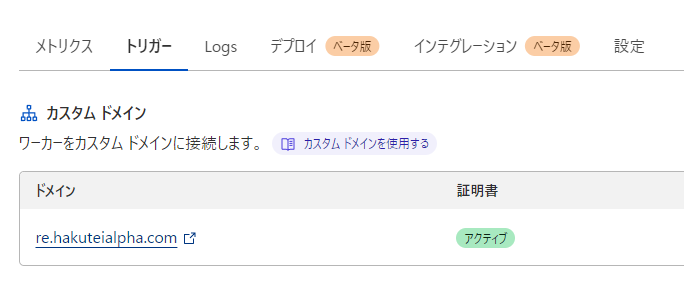 メトリクス トリガー Logs デプロイ ベータ版 インテグレーション ベータ版 設定
カスタム ドメイン
ワーカーをカスタム ドメインに接続します。 カスタム ドメインを使用する
ドメイン 証明書
re.hakuteialpha.com アクティブ